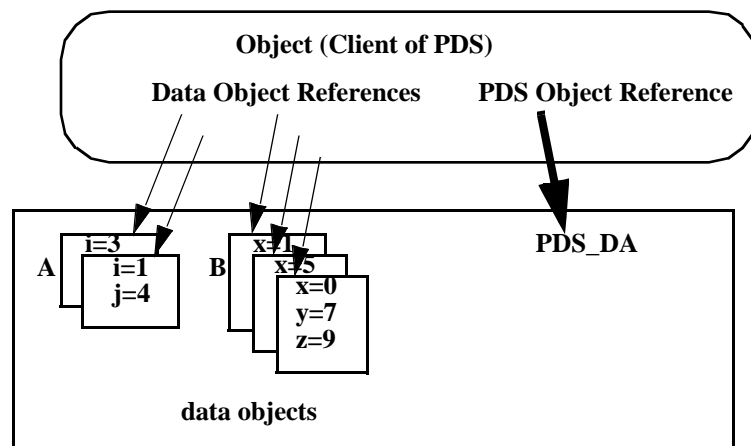 Object (Client of PDS)
Data Object References PDS Object Reference
i=3 x=1 PDS_DA
A i=1 B x=5
j=4 x=0
y=7
z=9
data objects